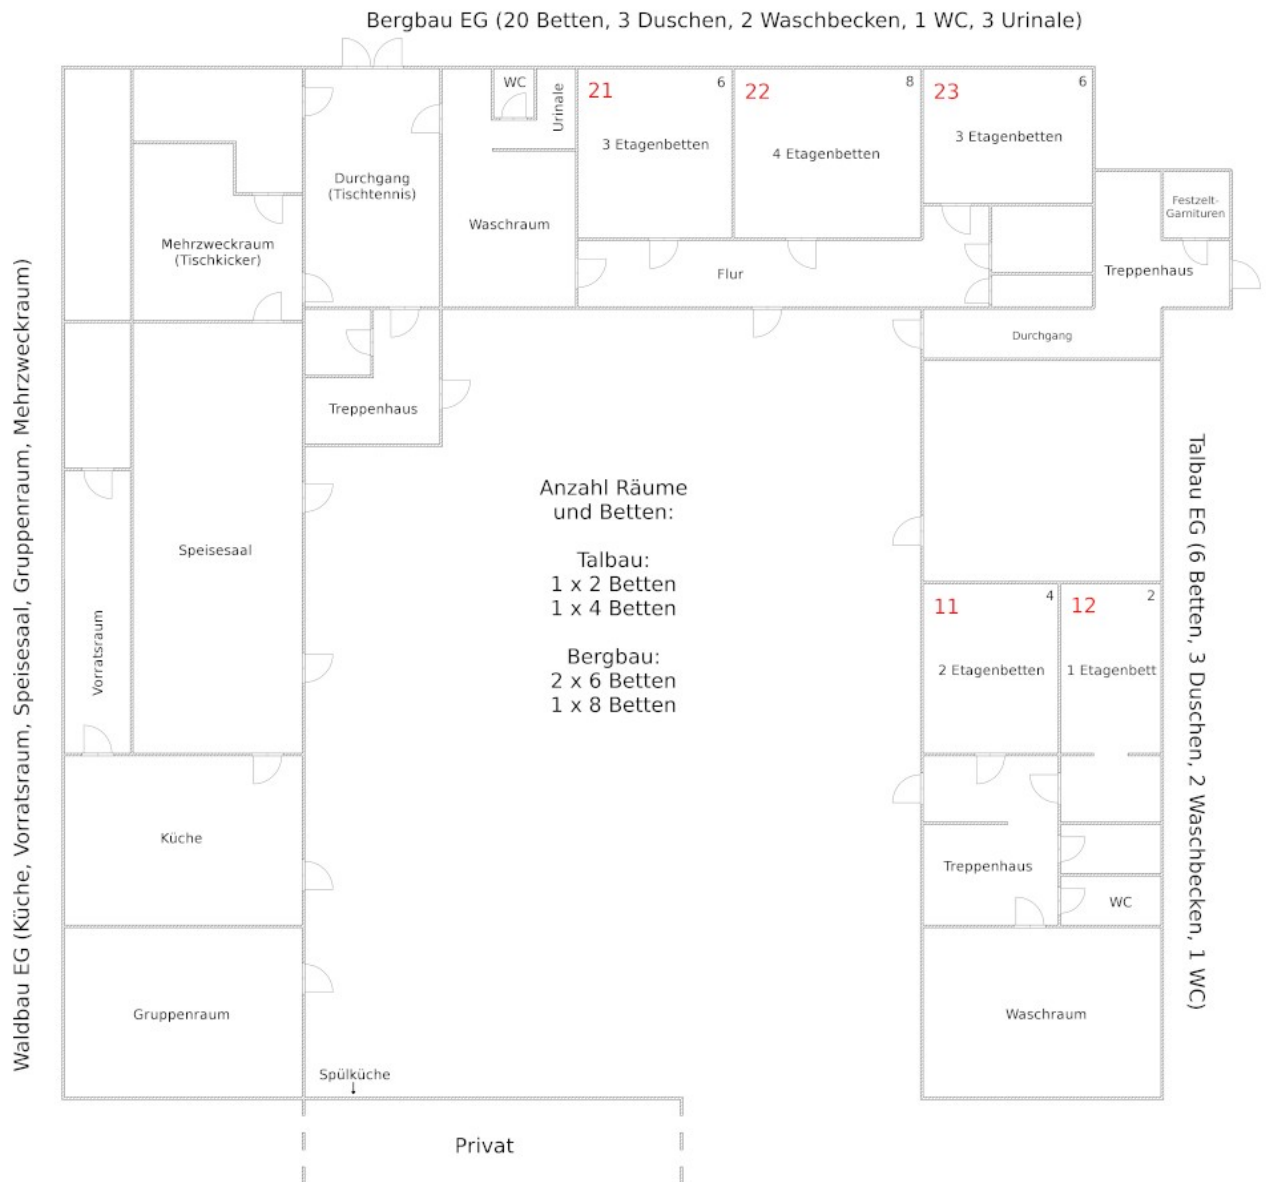 Bergbau EG (20 Betten, 3 Duschen, 2 Waschbecken, 1 WC, 3 Urinale)
WC
Urinale
21
6
3 Etagenbetten
22
8
4 Etagenbetten
23
6
3 Etagenbetten
Durchgang
(Tischtennis)
Mehrzweckraum
(Tischkicker)
Waschraum
Flur
Festzelt-
Garnituren
Treppenhaus
Durchgang
Treppenhaus
Waldbau EG (Küche, Vorratsraum, Speisesaal, Gruppenraum, Mehrzweckraum)
Speisesaal
Vorratsraum
Küche
Gruppenraum
Anzahl Räume
und Betten:
Talbau:
1 x 2 Betten
1 x 4 Betten
Bergbau:
2 x 6 Betten
1 x 8 Betten
11
4
2 Etagenbetten
12
2
1 Etagenbett
Talbau EG (6 Betten, 3 Duschen, 2 Waschbecken, 1 WC)
Treppenhaus
WC
Waschraum
Spülküche
Privat